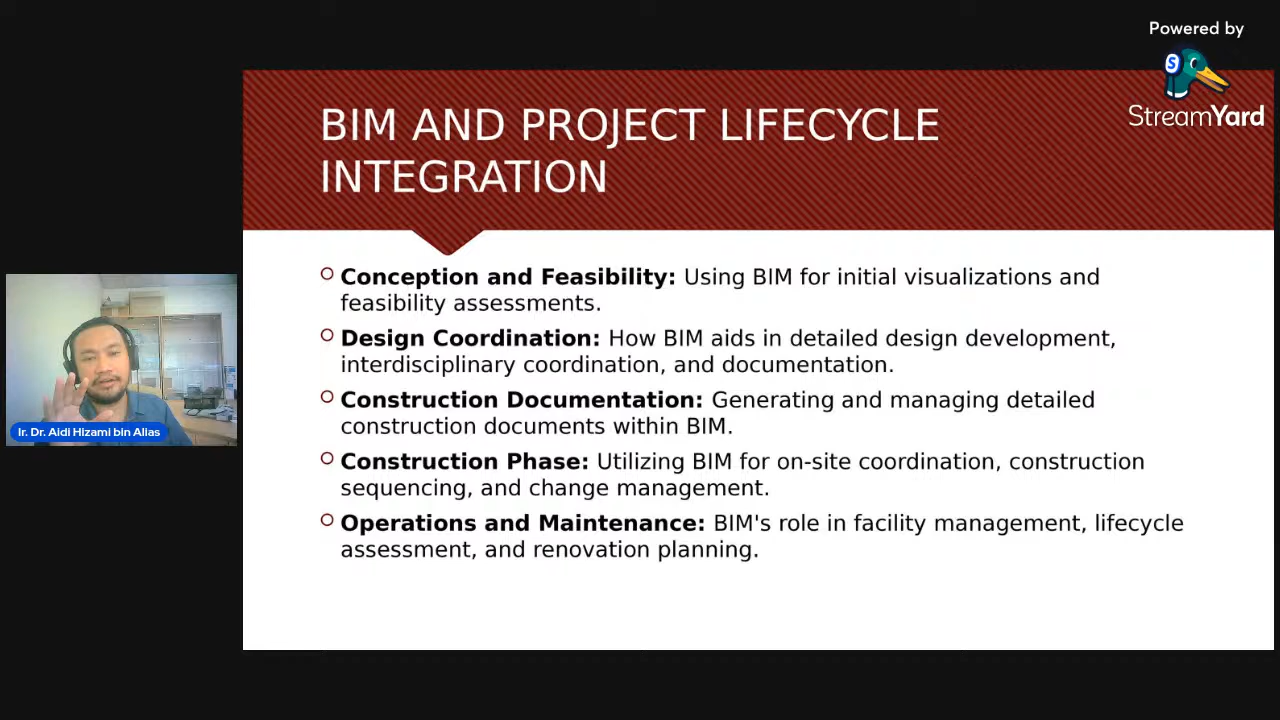 Powered by
StreamYard
BIM AND PROJECT LIFECYCLE
INTEGRATION
Conception and Feasibility: Using BIM for initial visualizations and
feasibility assessments.
Design Coordination: How BIM aids in detailed design development,
interdisciplinary coordination, and documentation.
Construction Documentation: Generating and managing detailed
construction documents within BIM.
Construction Phase: Utilizing BIM for on-site coordination, construction
sequencing, and change management.
Operations and Maintenance: BIM's role in facility management, lifecycle
assessment, and renovation planning.
Ir. Dr. Aidi Hizami bin Alias